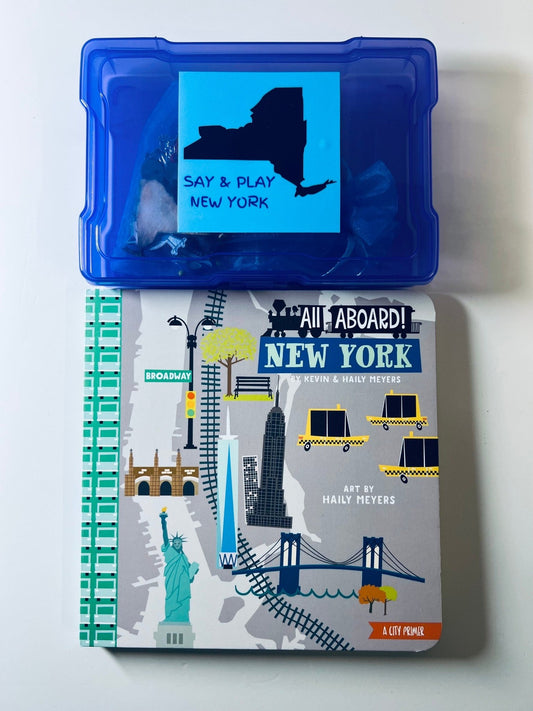 SAY & PLAY
NEW YORK
All ABOARD!
NEW YORK
BY KEVIN & HAILY MEYERS
BROADWAY
ART BY
HAILY MEYERS
A CITY PRIMER